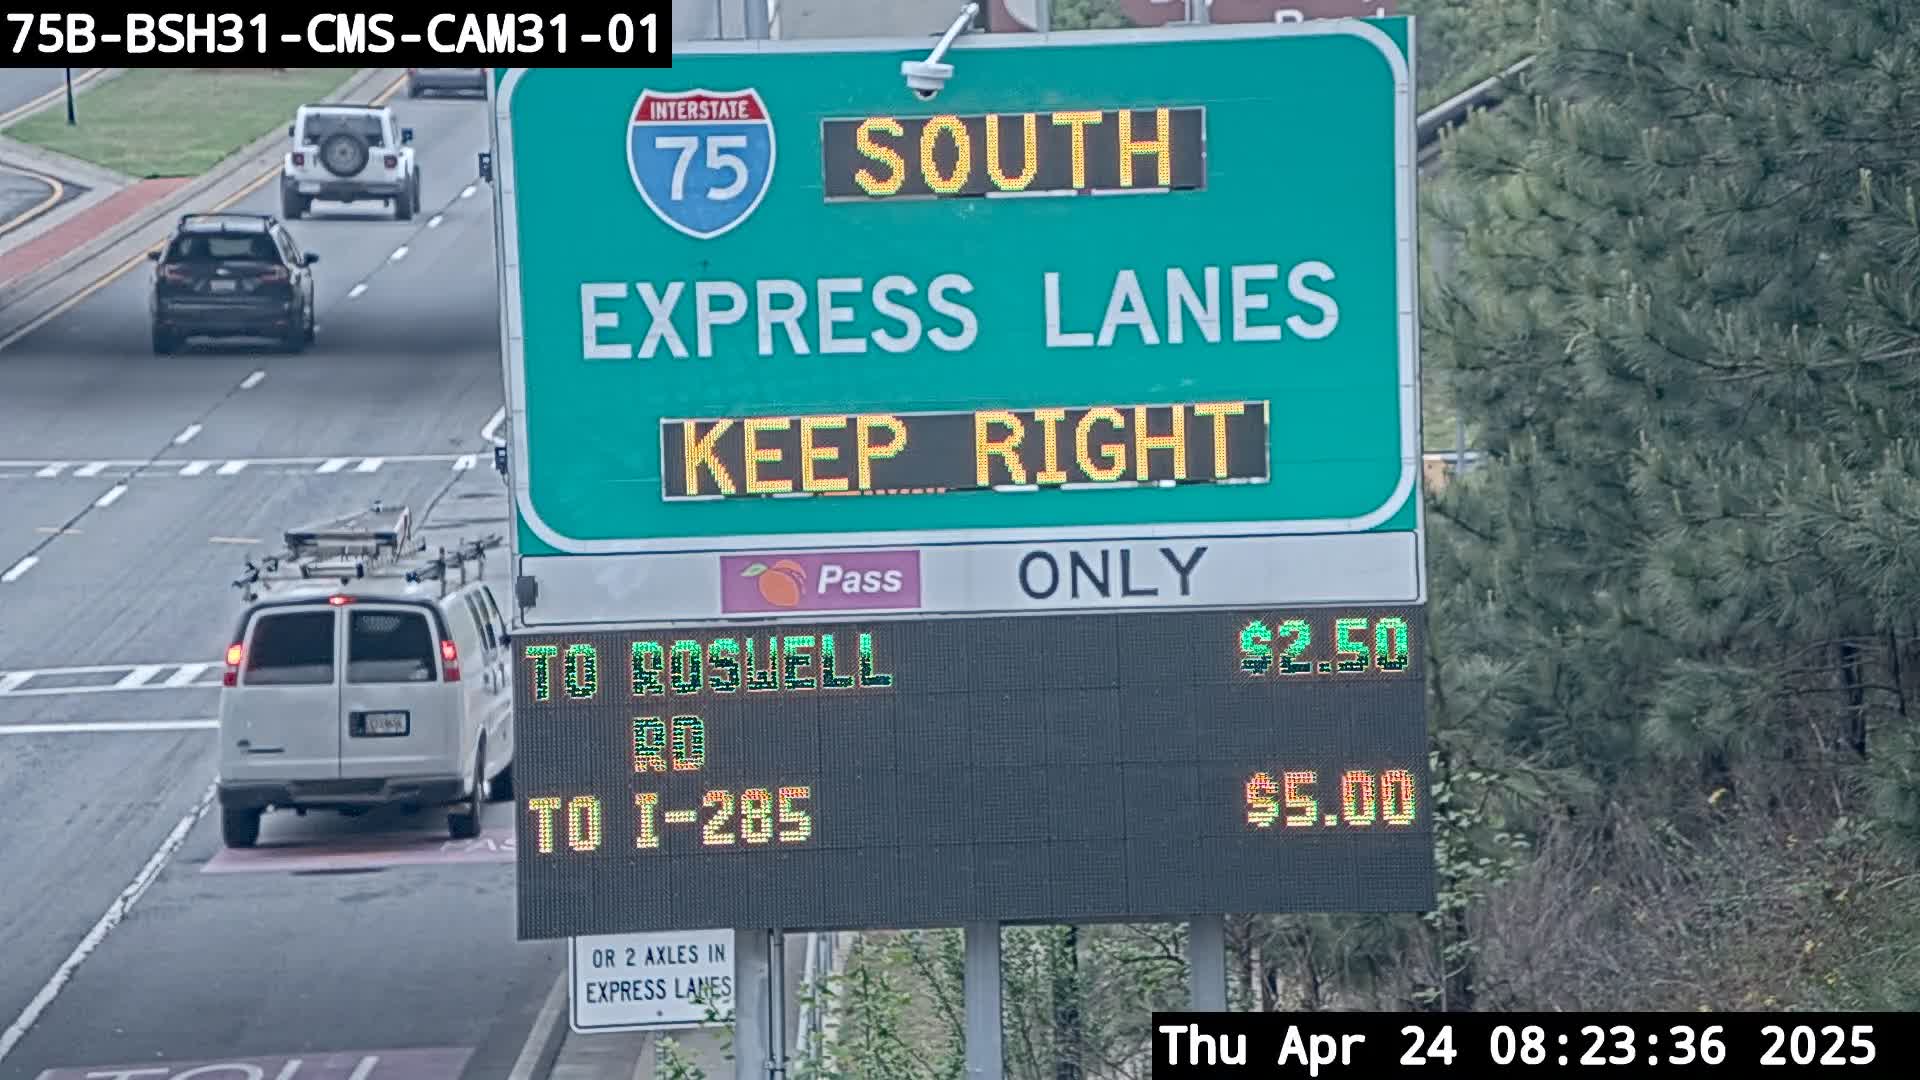 75B-BSH31-CMS-CAM31-01
INTERSTATE
75
SOUTH
EXPRESS LANES
KEEP RIGHT
Pass
ONLY
TO ROSWELL $2.50
RD
TO I-285 $5.00
OR 2 AXLES IN
EXPRESS LANES
TOLL
Thu Apr 24 08:23:36 2025